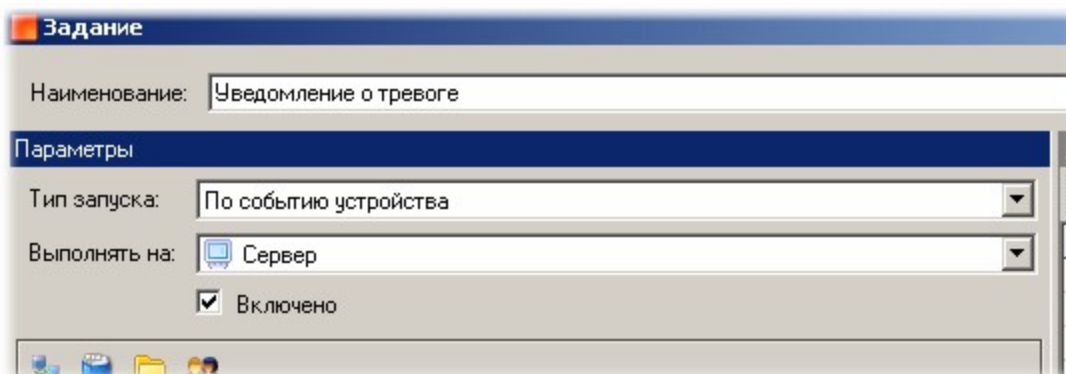 Задание
Наименование: Уведомление о тревоге
Параметры
Тип запуска: По событию устройства
Выполнять на: Сервер
Включено